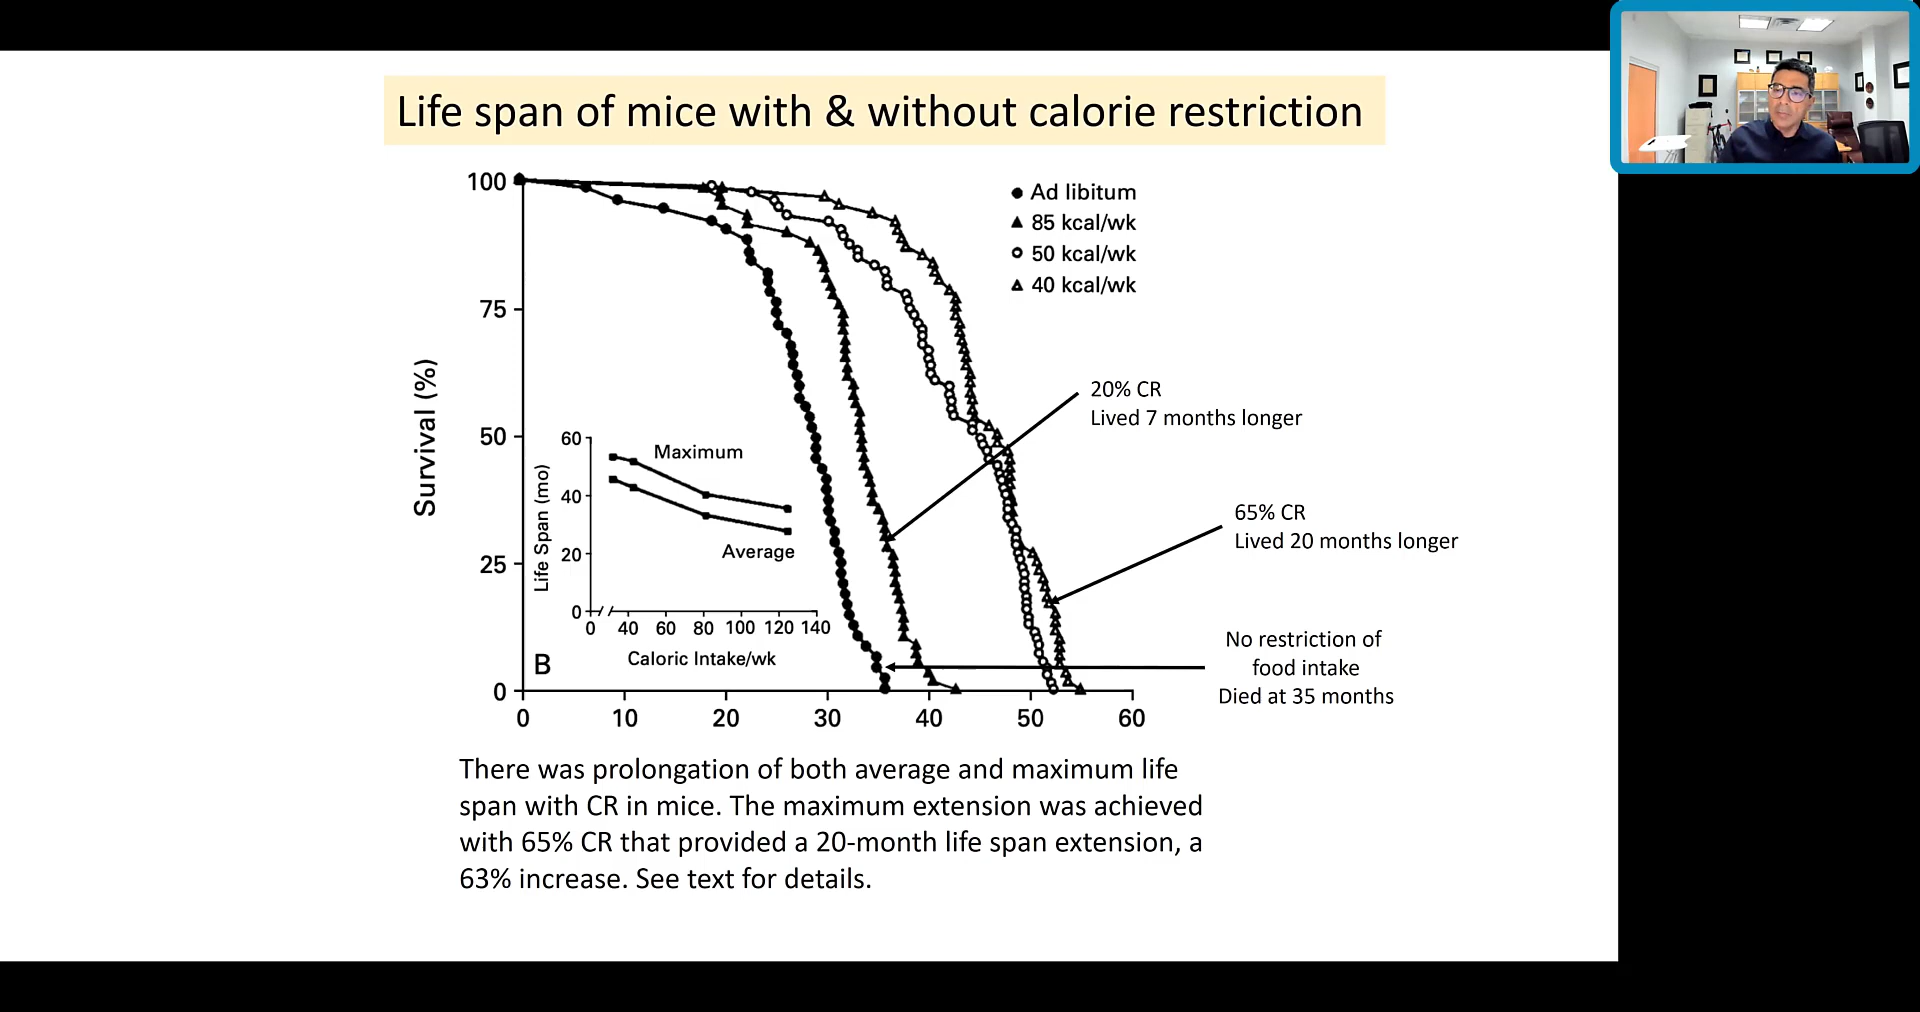 Life span of mice with & without calorie restriction
100
75
50
25
0
Survival (%)
Ad libitum
85 kcal/wk
50 kcal/wk
40 kcal/wk
20% CR
Lived 7 months longer
65% CR
Lived 20 months longer
No restriction of
food intake
Died at 35 months
60
40
20
0
Life Span (mo)
Maximum
Average
0 40 60 80 100 120 140
Caloric Intake/wk
B
0 10 20 30 40 50 60
There was prolongation of both average and maximum life
span with CR in mice. The maximum extension was achieved
with 65% CR that provided a 20-month life span extension, a
63% increase. See text for details.